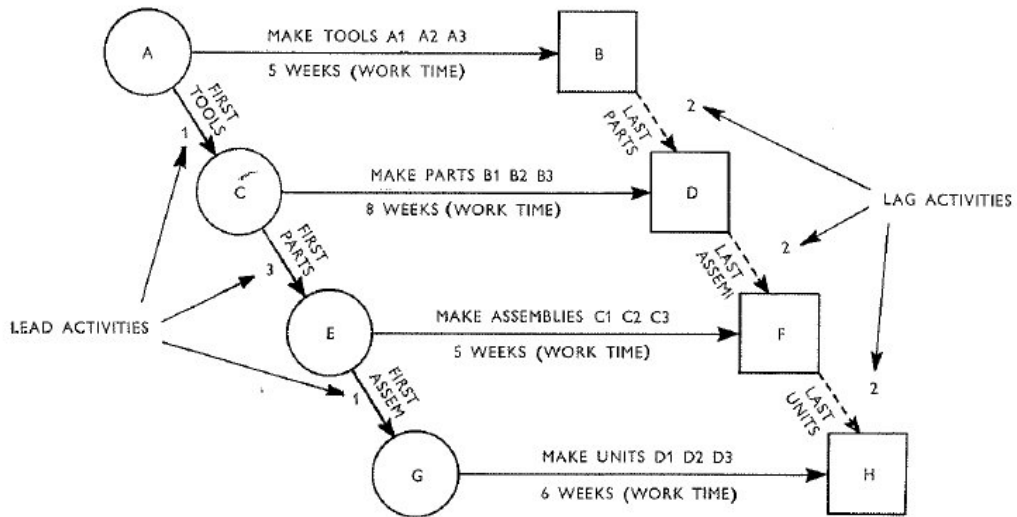 A
MAKE TOOLS A1 A2 A3
5 WEEKS (WORK TIME)
B
FIRST
TOOLS
1
LAST
PARTS
2
C
MAKE PARTS B1 B2 B3
8 WEEKS (WORK TIME)
D
LAG ACTIVITIES
FIRST
PARTS
3
LAST
ASSEMI
2
LEAD ACTIVITIES
E
MAKE ASSEMBLIES C1 C2 C3
5 WEEKS (WORK TIME)
F
FIRST
ASSEM
1
LAST
UNITS
2
G
MAKE UNITS D1 D2 D3
6 WEEKS (WORK TIME)
H